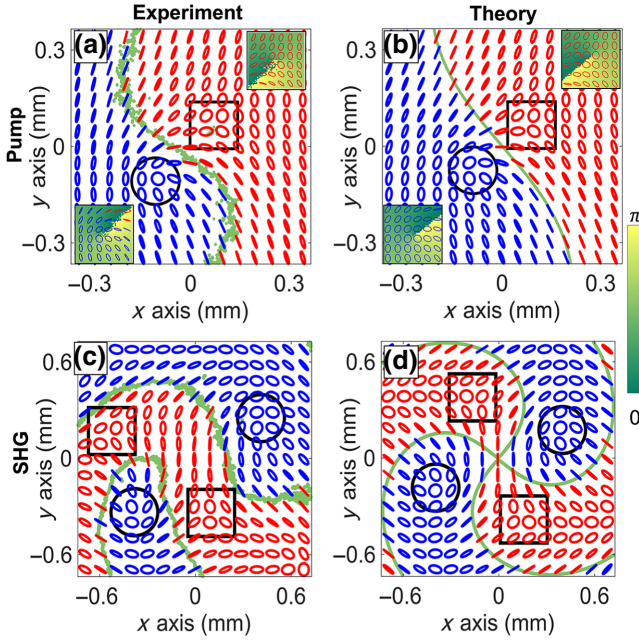 Experiment Theory
(a) (b)
Pump
y axis (mm) y axis (mm)
0.3 0.3
0 0
−0.3 −0.3
−0.3 0 0.3 −0.3 0 0.3
x axis (mm) x axis (mm)
π
0
(c) (d)
SHG
y axis (mm) y axis (mm)
0.6 0.6
0 0
−0.6 −0.6
−0.6 0 0.6 −0.6 0 0.6
x axis (mm) x axis (mm)